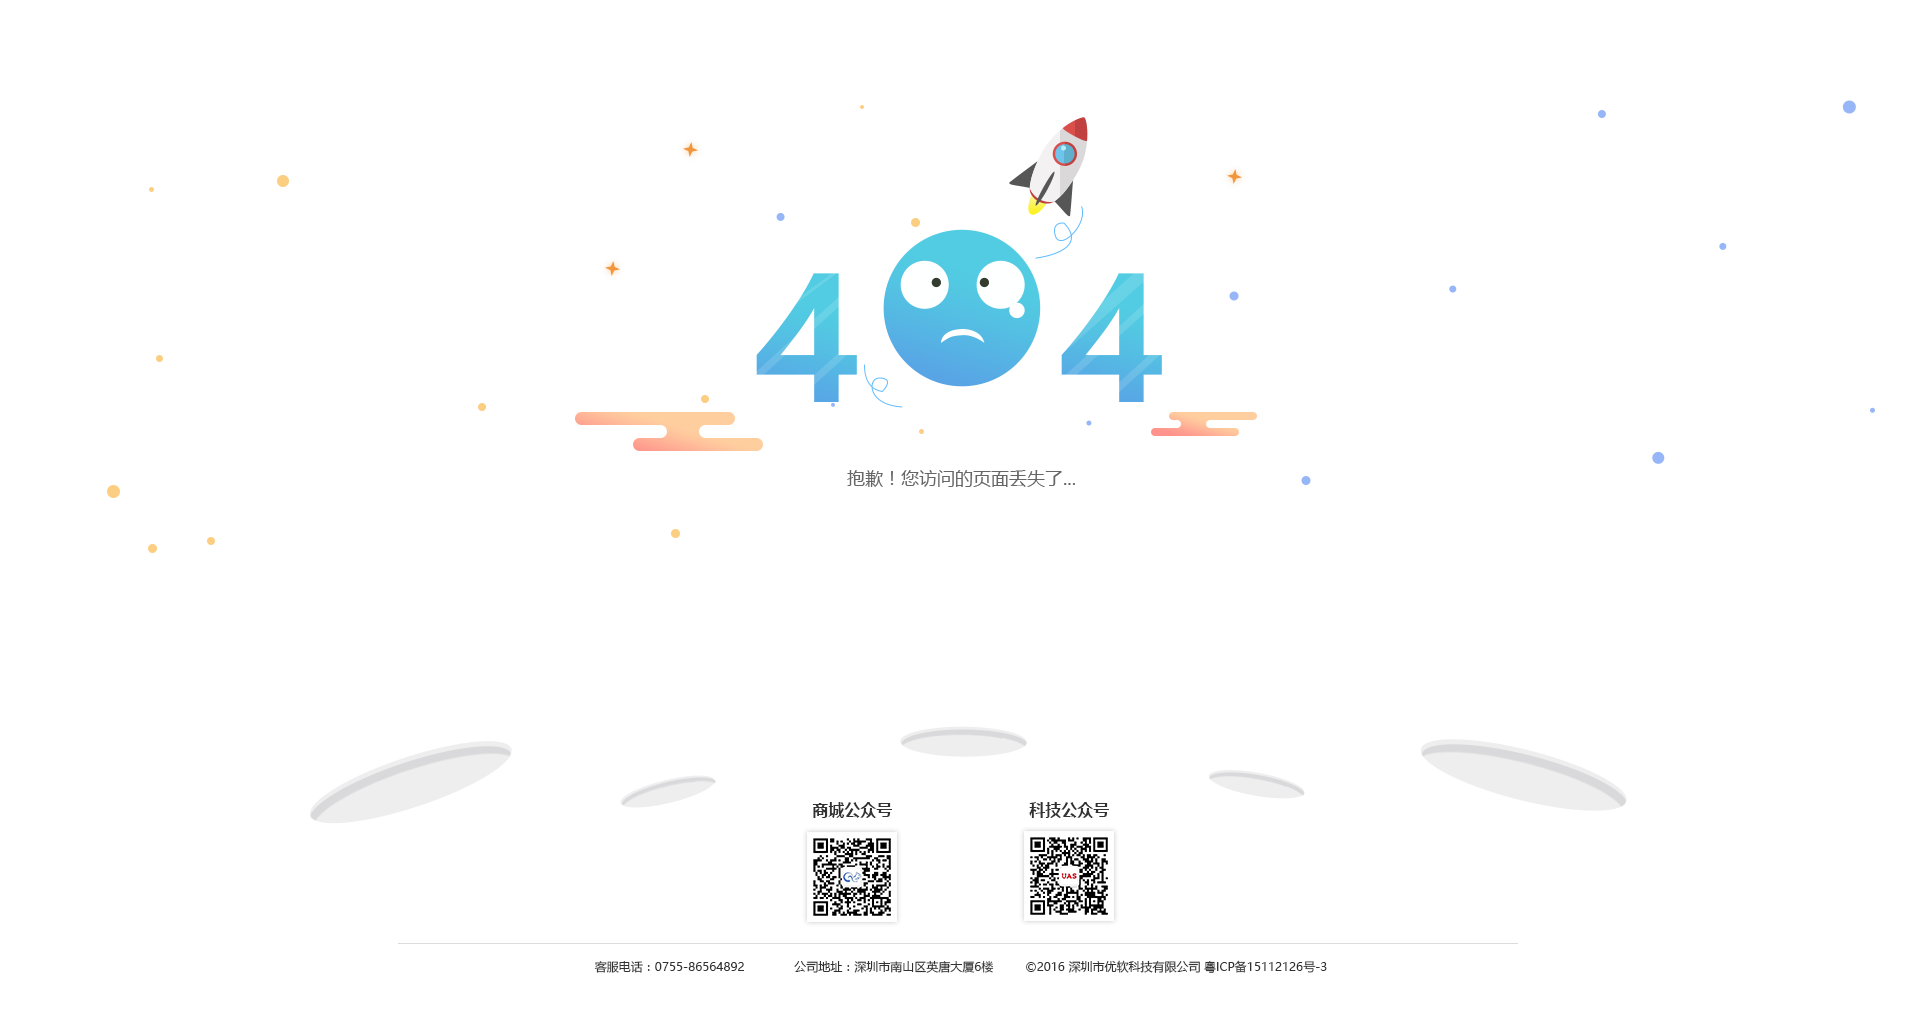 404
抱歉！您访问的页面丢失了...
商城公众号 科技公众号
UAS
客服电话：0755-86564892 公司地址：深圳市南山区英唐大厦6楼 ©2016 深圳市优软科技有限公司 粤ICP备15112126号-3